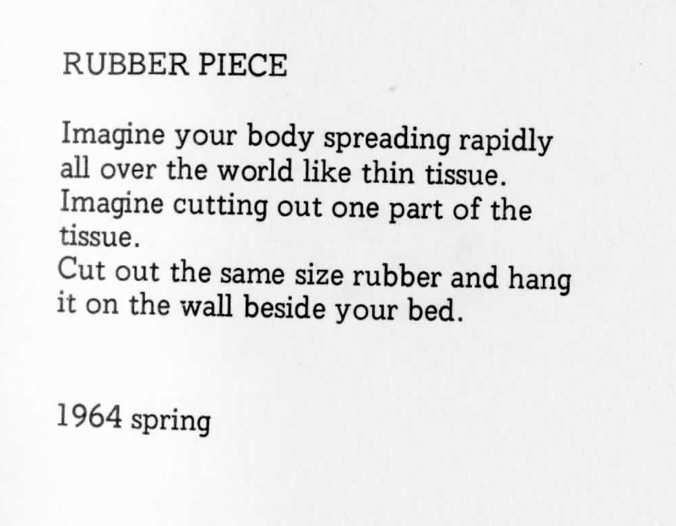 RUBBER PIECE
Imagine your body spreading rapidly
all over the world like thin tissue.
Imagine cutting out one part of the
tissue.
Cut out the same size rubber and hang
it on the wall beside your bed.
1964 spring